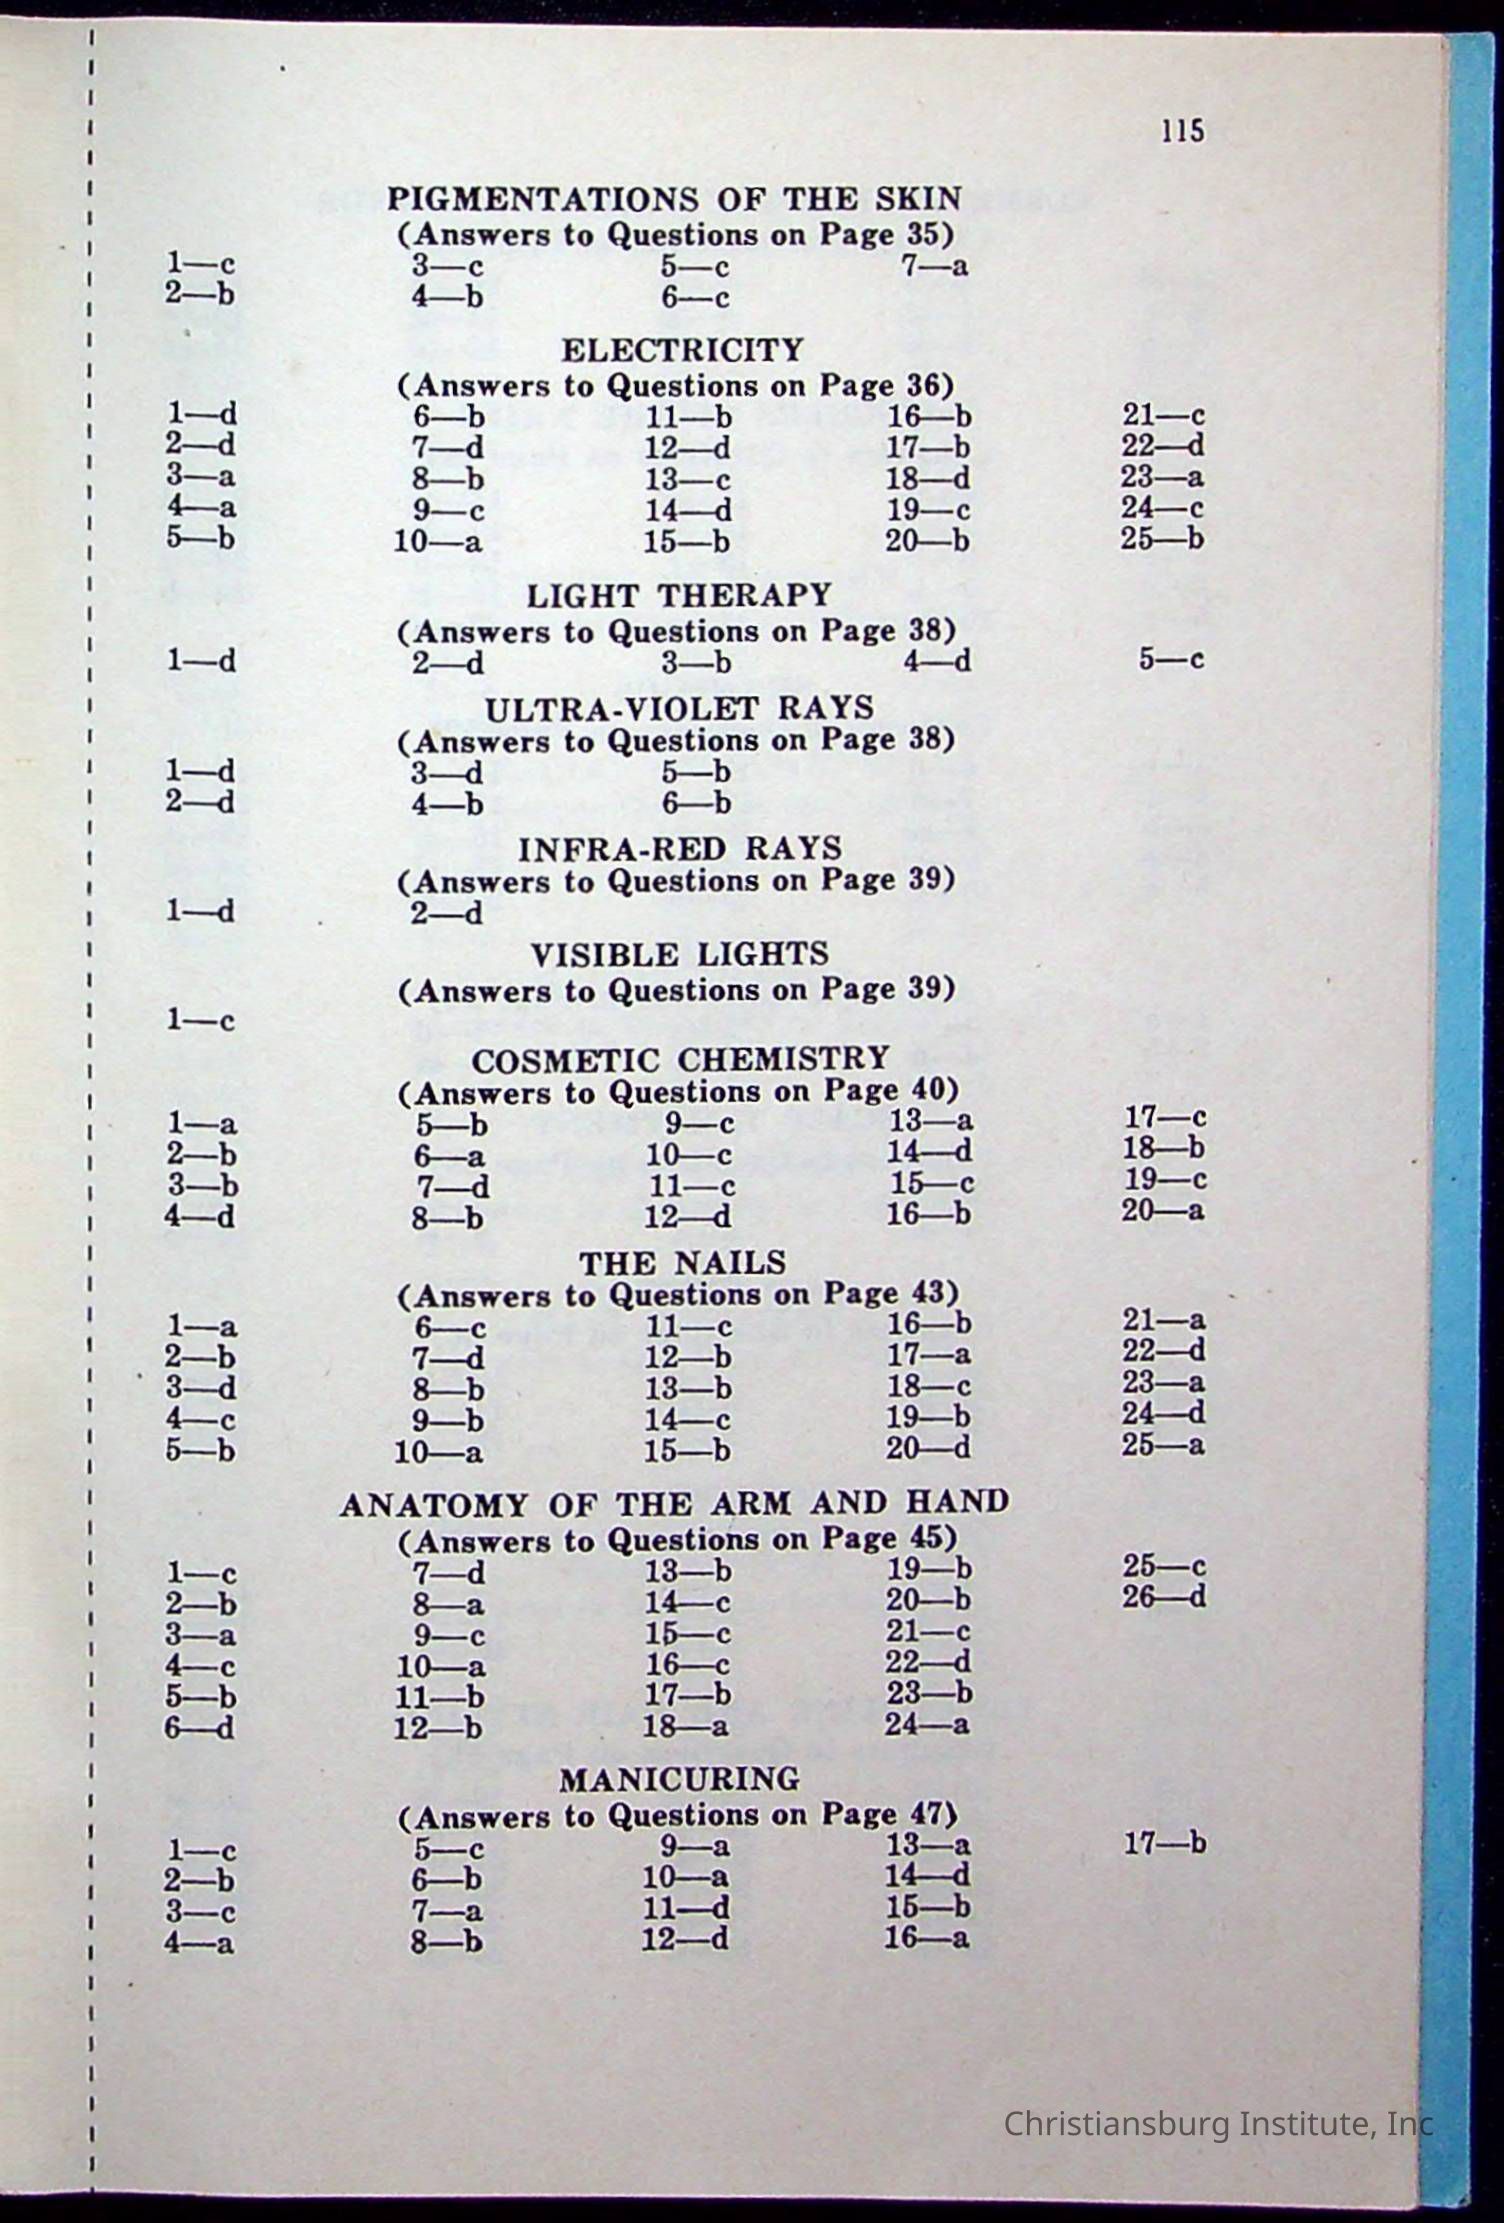 115
PIGMENTATIONS OF THE SKIN
(Answers to Questions on Page 35)
1—c 3—c 5—c 7—a
2—b 4—b 6—c
ELECTRICITY
(Answers to Questions on Page 36)
1—d 6—b 11—b 16—b 21—c
2—d 7—d 12—d 17—b 22—d
3—a 8—b 13—c 18—d 23—a
4—a 9—c 14—d 19—c 24—c
5—b 10—a 15—b 20—b 25—b
LIGHT THERAPY
(Answers to Questions on Page 38)
1—d 2—d 3—b 4—d 5—c
ULTRA-VIOLET RAYS
(Answers to Questions on Page 38)
1—d 3—d 5—b
2—d 4—b 6—b
INFRA-RED RAYS
(Answers to Questions on Page 39)
1—d 2—d
VISIBLE LIGHTS
(Answers to Questions on Page 39)
1—c
COSMETIC CHEMISTRY
(Answers to Questions on Page 40)
1—a 5—b 9—c 13—a 17—c
2—b 6—a 10—c 14—d 18—b
3—b 7—d 11—c 15—c 19—c
4—d 8—b 12—d 16—b 20—a
THE NAILS
(Answers to Questions on Page 43)
1—a 6—c 11—c 16—b 21—a
2—b 7—d 12—b 17—a 22—d
3—d 8—b 13—b 18—c 23—a
4—c 9—b 14—c 19—b 24—d
5—b 10—a 15—b 20—d 25—a
ANATOMY OF THE ARM AND HAND
(Answers to Questions on Page 45)
1—c 7—d 13—b 19—b 25—c
2—b 8—a 14—c 20—b 26—d
3—a 9—c 15—c 21—c
4—c 10—a 16—c 22—d
5—b 11—b 17—b 23—b
6—d 12—b 18—a 24—a
MANICURING
(Answers to Questions on Page 47)
1—c 5—c 9—a 13—a 17—b
2—b 6—b 10—a 14—d
3—c 7—a 11—d 15—b
4—a 8—b 12—d 16—a
Christiansburg Institute, Inc